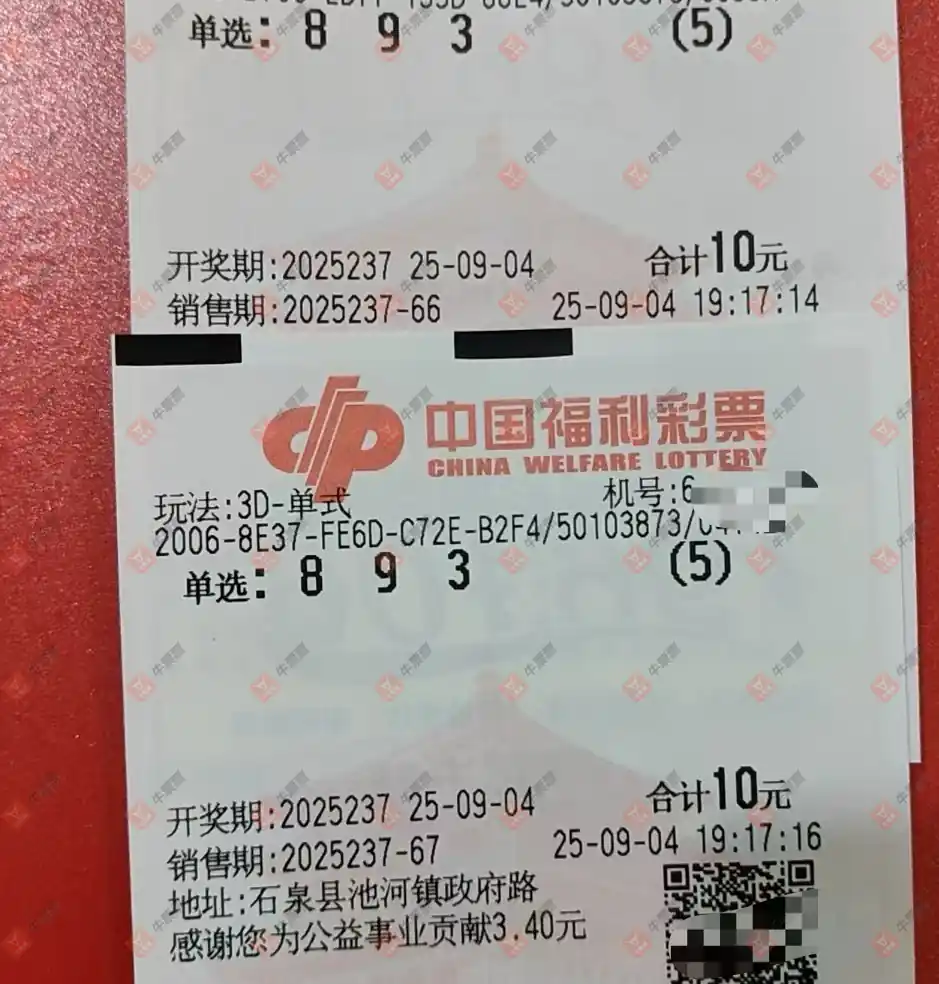 单选: 8 9 3 (5)
开奖期:2025237 25-09-04 合计10元
销售期:2025237-66 25-09-04 19:17:14
中国福利彩票
CHINA WELFARE LOTTERY
玩法:3D-单式 机号:6
2006-8E37-FE6D-C72E-B2F4/50103873/
单选: 8 9 3 (5)
开奖期:2025237 25-09-04 合计10元
销售期:2025237-67 25-09-04 19:17:16
地址:石泉县池河镇政府路
感谢您为公益事业贡献3.40元